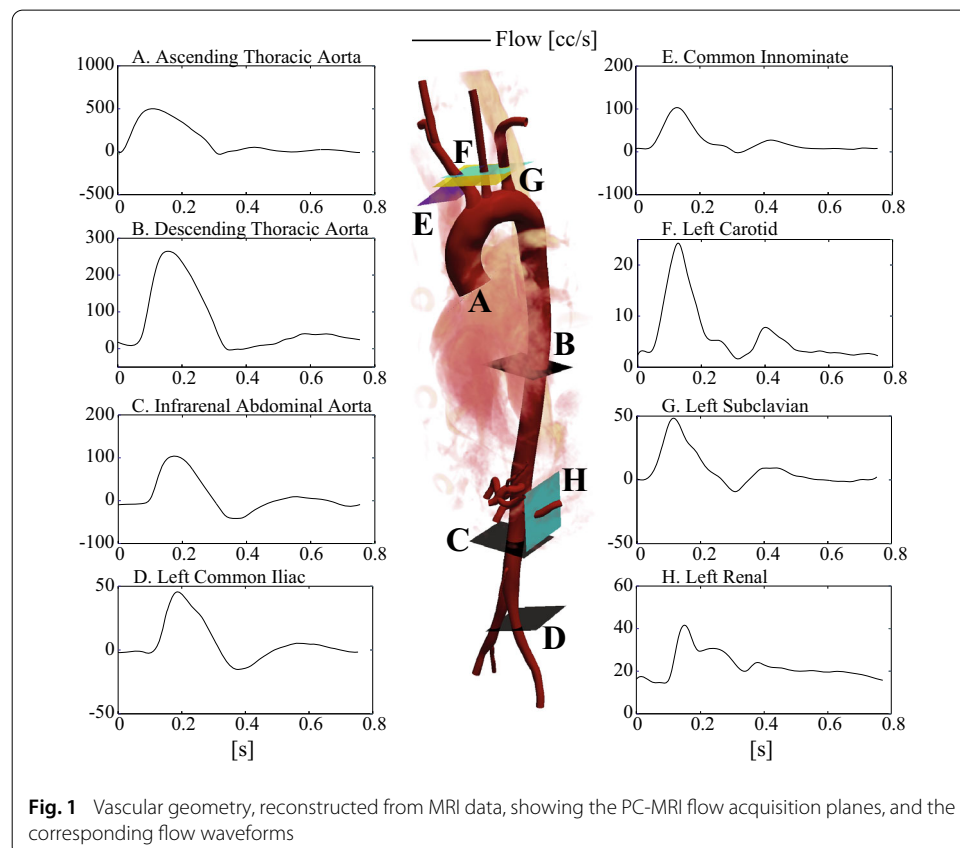 Flow [cc/s]
A. Ascending Thoracic Aorta
1000
500
0
-500
0 0.2 0.4 0.6 0.8
B. Descending Thoracic Aorta
300
200
100
0
0 0.2 0.4 0.6 0.8
C. Infrarenal Abdominal Aorta
200
100
0
-100
0 0.2 0.4 0.6 0.8
D. Left Common Iliac
50
0
-50
0 0.2 0.4 0.6 0.8
[s]
F
G
E
A
B
H
C
D
E. Common Innominate
200
100
0
-100
0 0.2 0.4 0.6 0.8
F. Left Carotid
20
10
0
0 0.2 0.4 0.6 0.8
G. Left Subclavian
50
0
-50
0 0.2 0.4 0.6 0.8
H. Left Renal
60
40
20
0
0 0.2 0.4 0.6 0.8
[s]
Fig. 1 Vascular geometry, reconstructed from MRI data, showing the PC-MRI flow acquisition planes, and the
corresponding flow waveforms